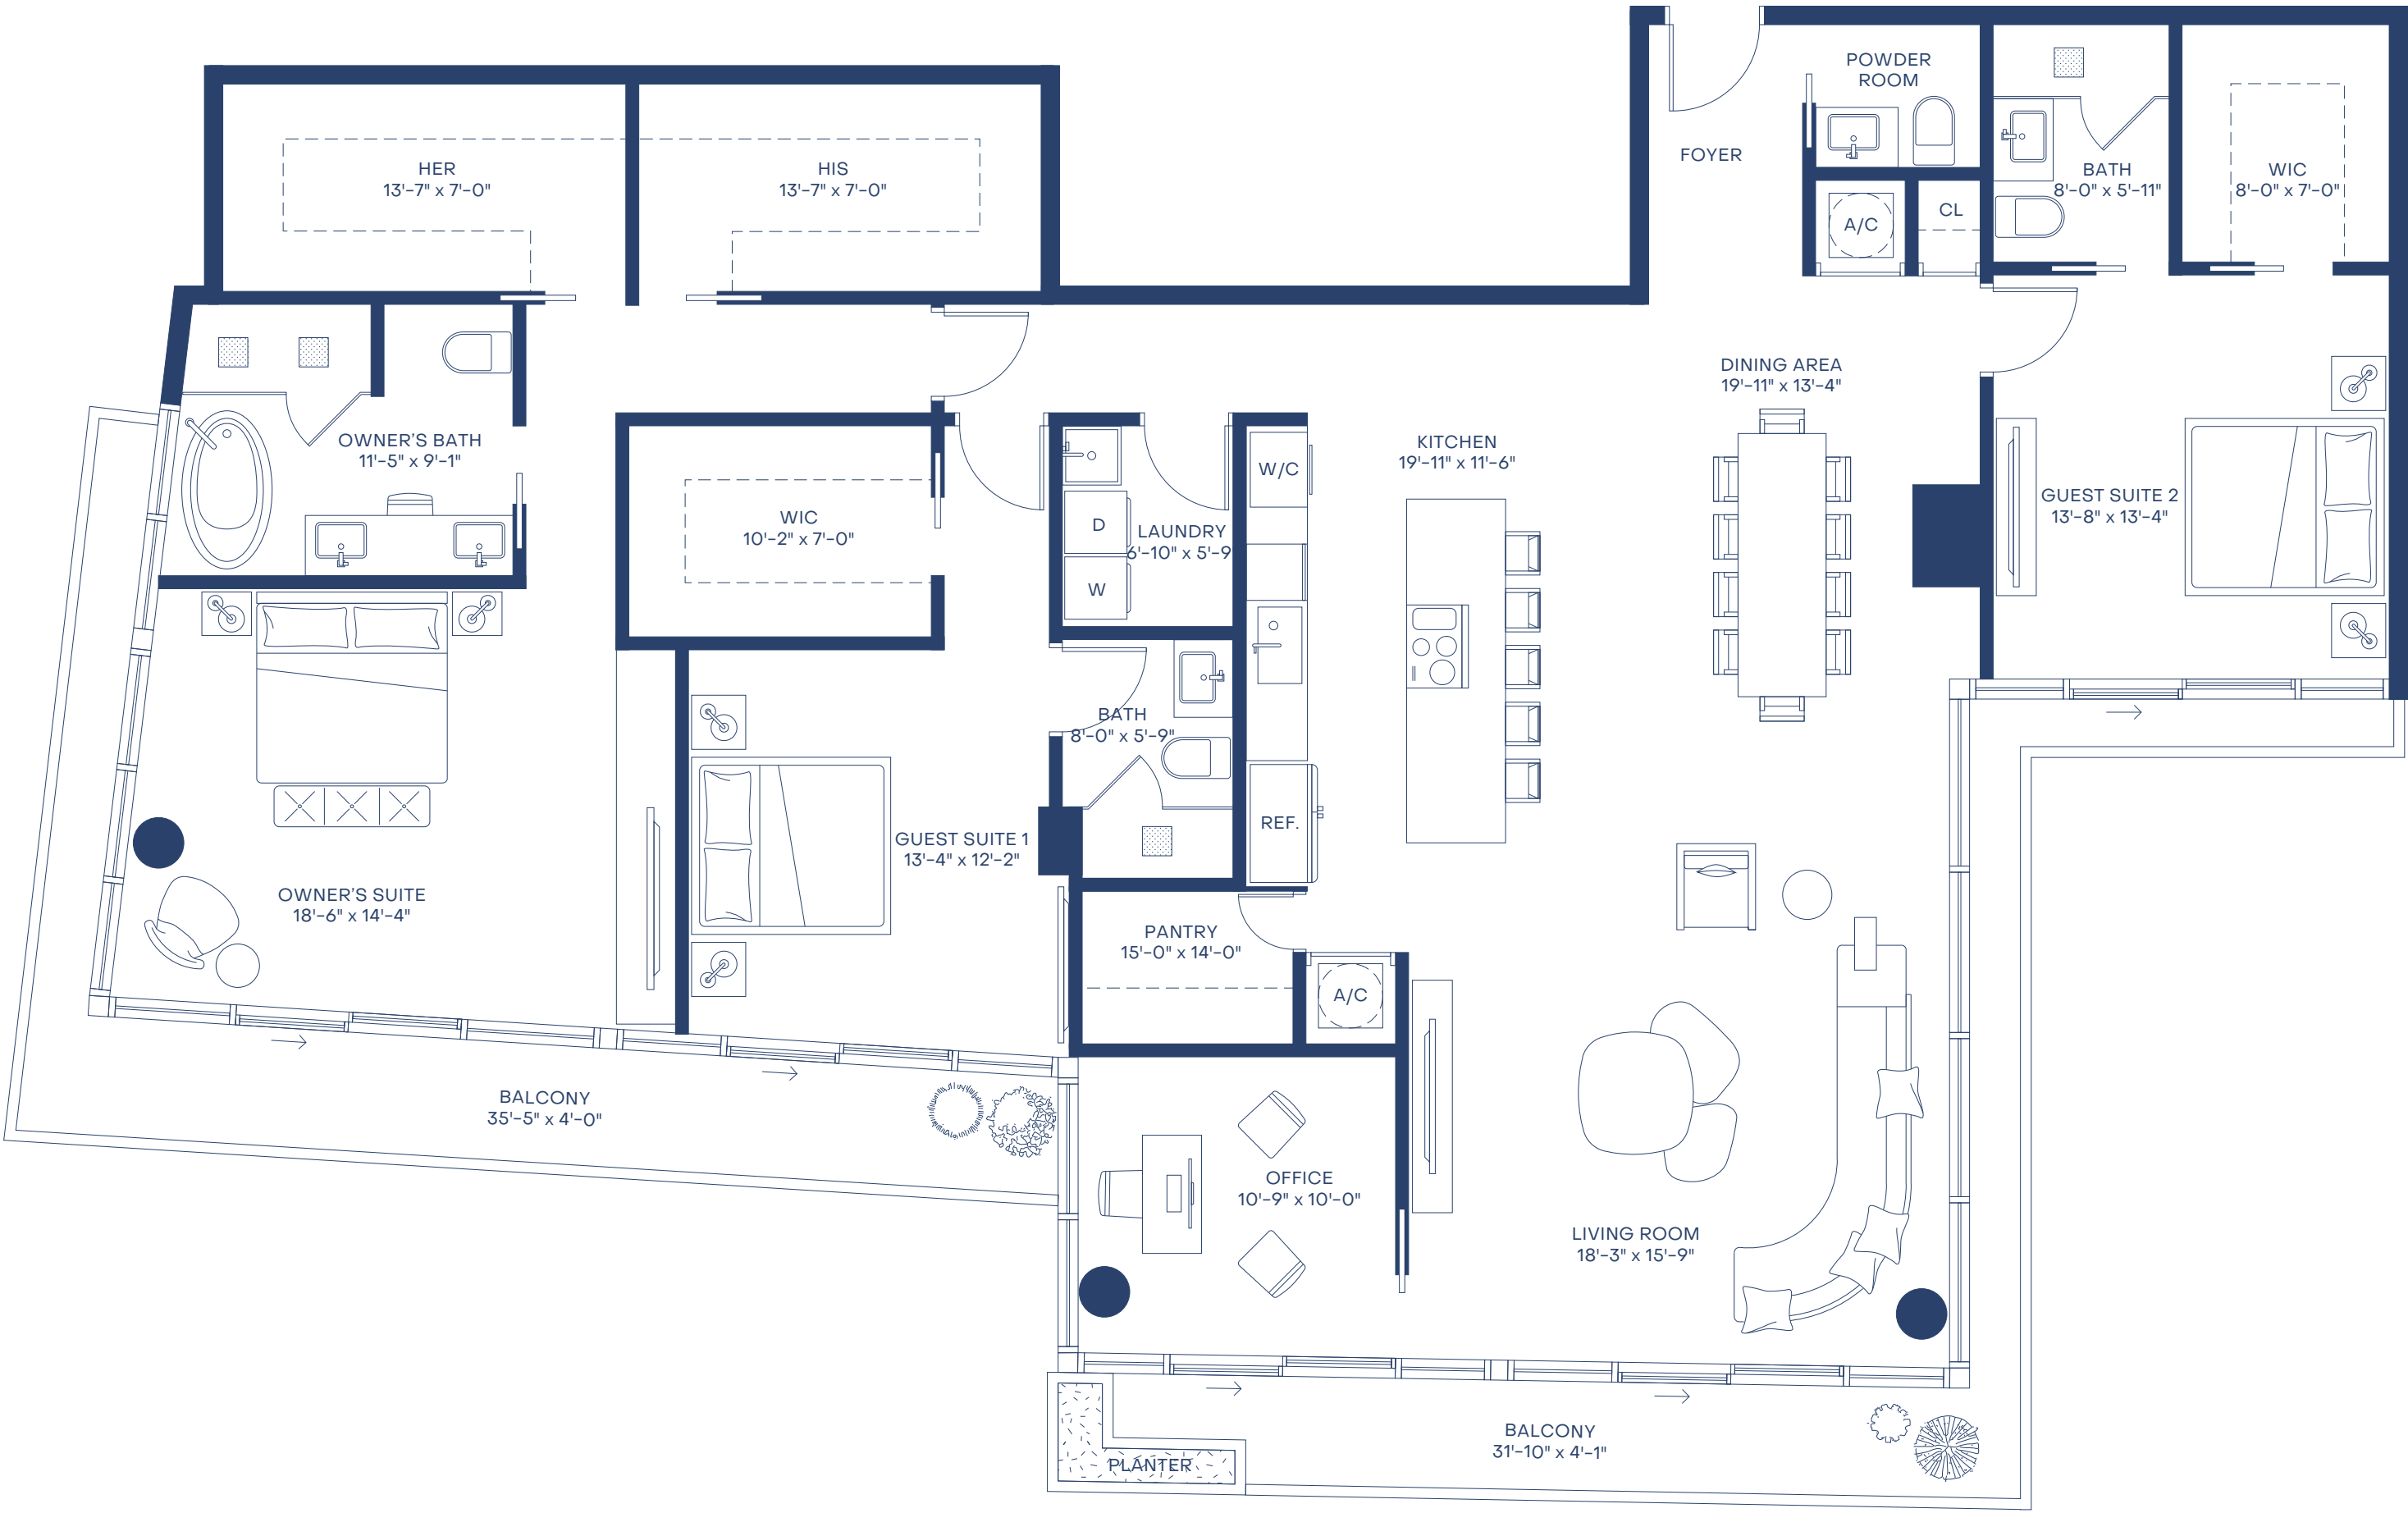 POWDER
ROOM
FOYER
HER
13'-7" x 7'-0"
HIS
13'-7" x 7'-0"
BATH
8'-0" x 5'-11"
WIC
8'-0" x 7'-0"
A/C
CL
DINING AREA
19'-11" x 13'-4"
OWNER'S BATH
11'-5" x 9'-1"
KITCHEN
19'-11" x 11'-6"
W/C
GUEST SUITE 2
13'-8" x 13'-4"
WIC
10'-2" x 7'-0"
D
LAUNDRY
6'-10" x 5'-9
W
BATH
8'-0" x 5'-9"
REF.
GUEST SUITE 1
13'-4" x 12'-2"
OWNER'S SUITE
18'-6" x 14'-4"
PANTRY
15'-0" x 14'-0"
A/C
BALCONY
35'-5" x 4'-0"
OFFICE
10'-9" x 10'-0"
LIVING ROOM
18'-3" x 15'-9"
BALCONY
31'-10" x 4'-1"
PLANTER